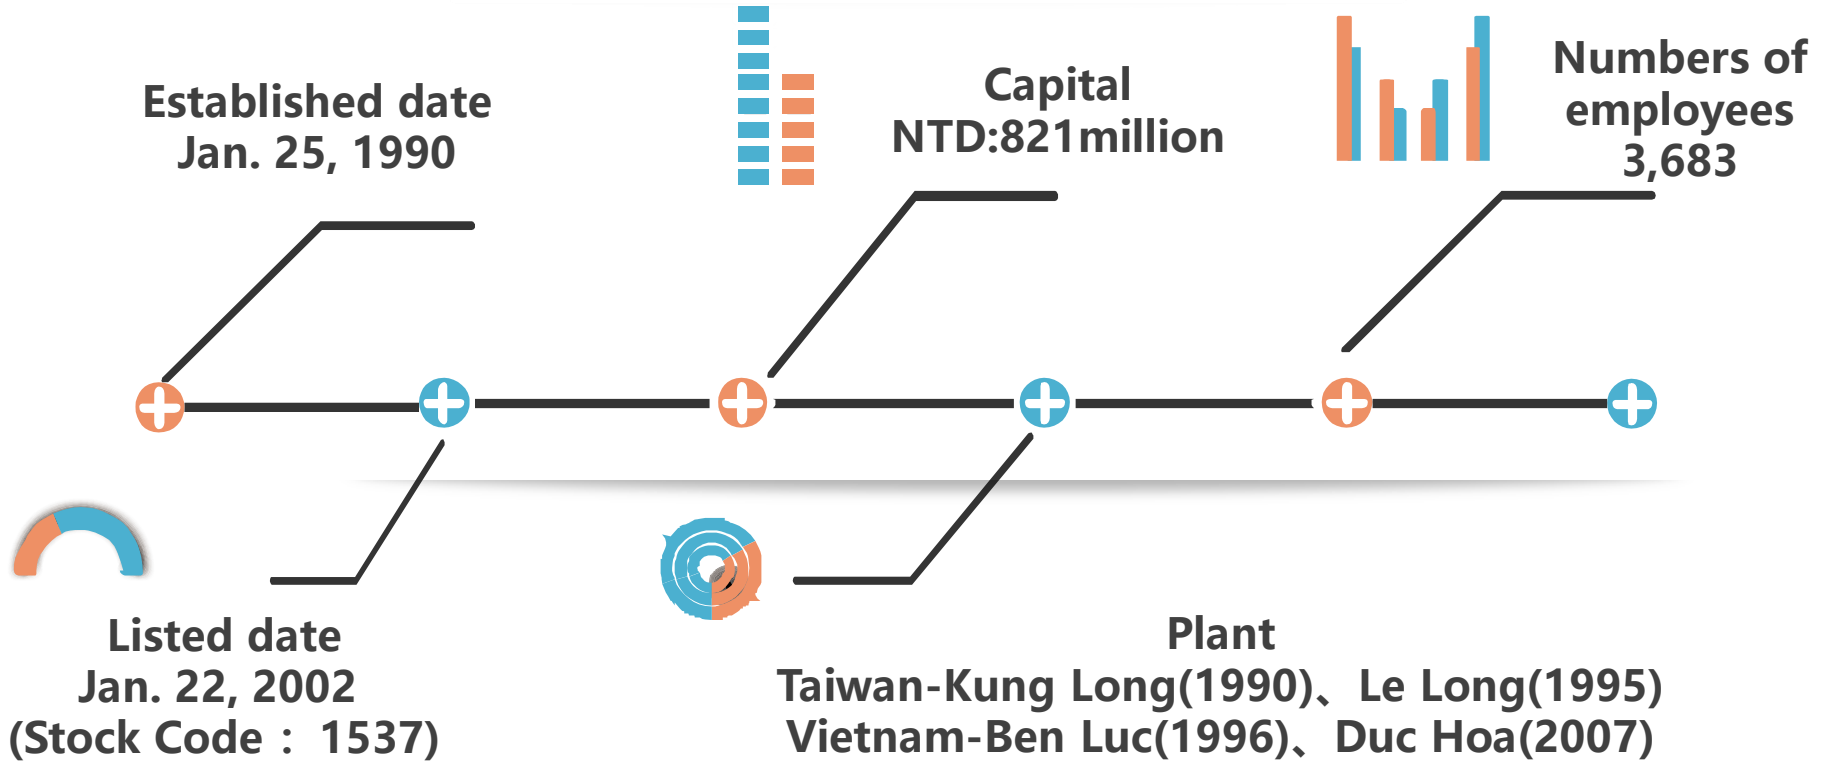 Established date
Jan. 25, 1990
Capital
NTD:821million
Numbers of
employees
3,683
Listed date
Jan. 22, 2002
(Stock Code： 1537)
Plant
Taiwan-Kung Long(1990)、Le Long(1995)
Vietnam-Ben Luc(1996)、Duc Hoa(2007)